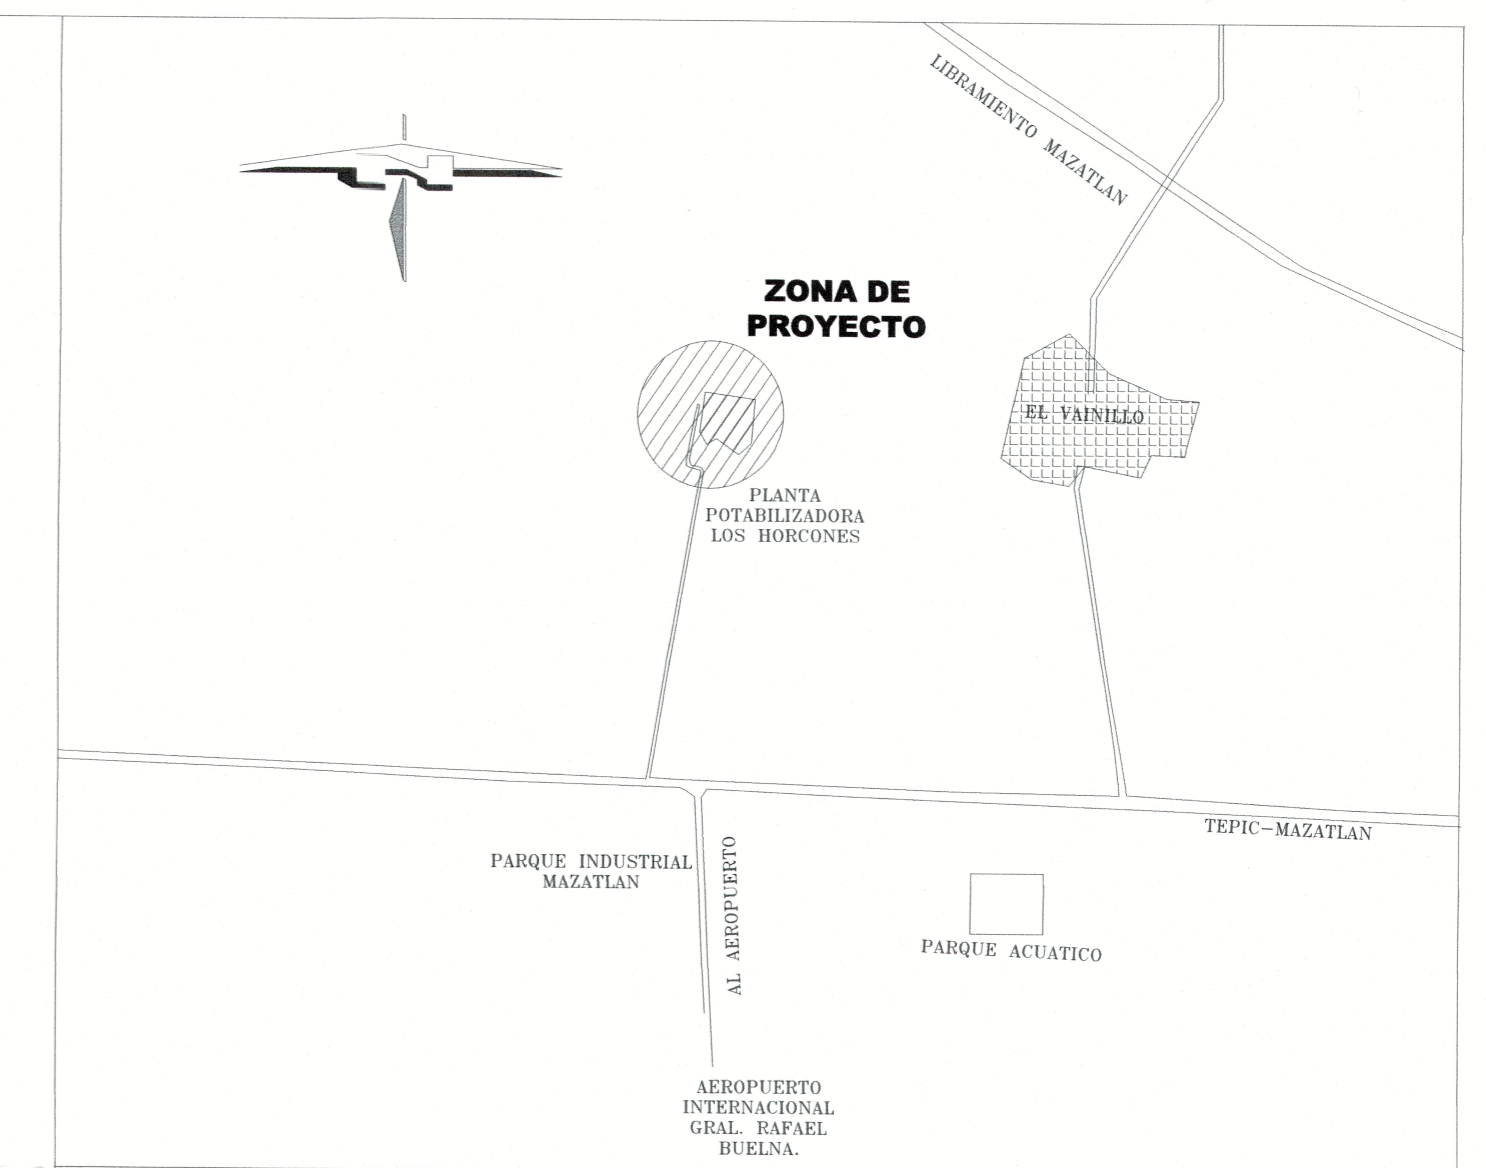 LIBRAMIENTO MAZATLAN
ZONA DE
PROYECTO
EL VAINILLO
PLANTA
POTABILIZADORA
LOS HORCONES
TEPIC-MAZATLAN
PARQUE INDUSTRIAL
MAZATLAN
AL AEROPUERTO
PARQUE ACUATICO
AEROPUERTO
INTERNACIONAL
GRAL. RAFAEL
BUELNA.